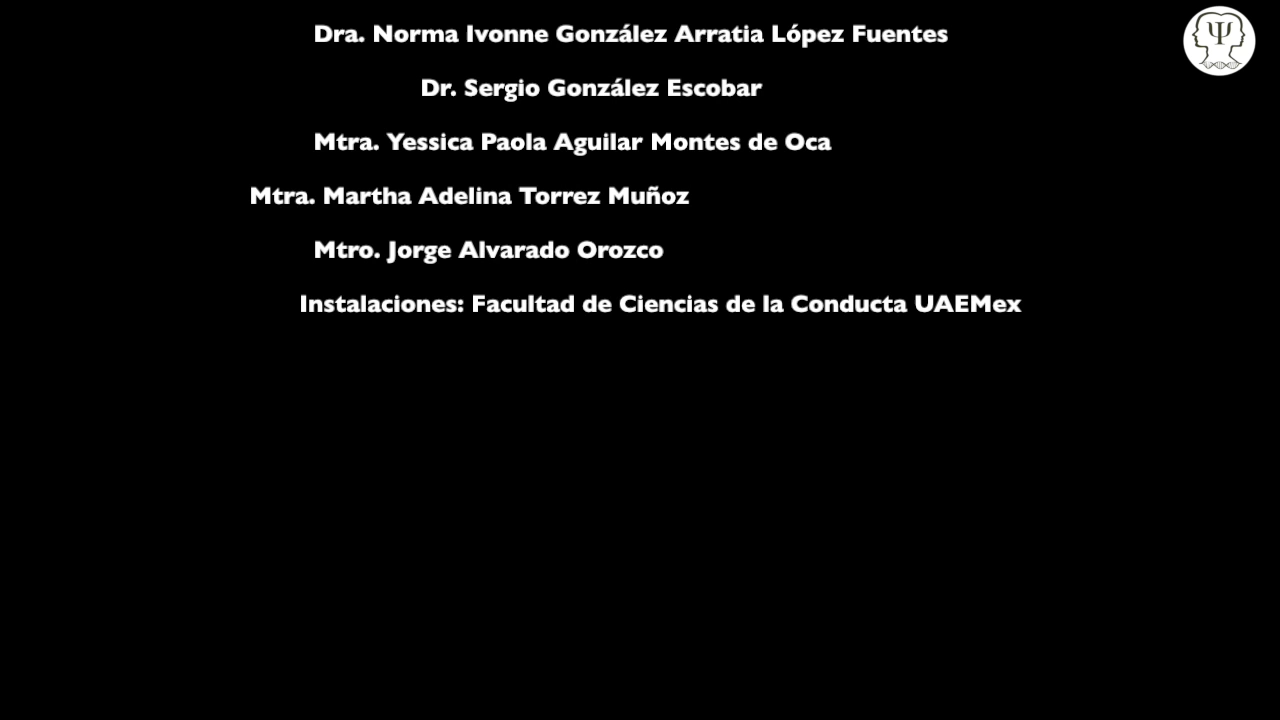 Dra. Norma Ivonne González Arratia López Fuentes
Dr. Sergio González Escobar
Mtra. Yessica Paola Aguilar Montes de Oca
Mtra. Martha Adelina Torrez Muñoz
Mtro. Jorge Alvarado Orozco
Instalaciones: Facultad de Ciencias de la Conducta UAEMex
Ψ